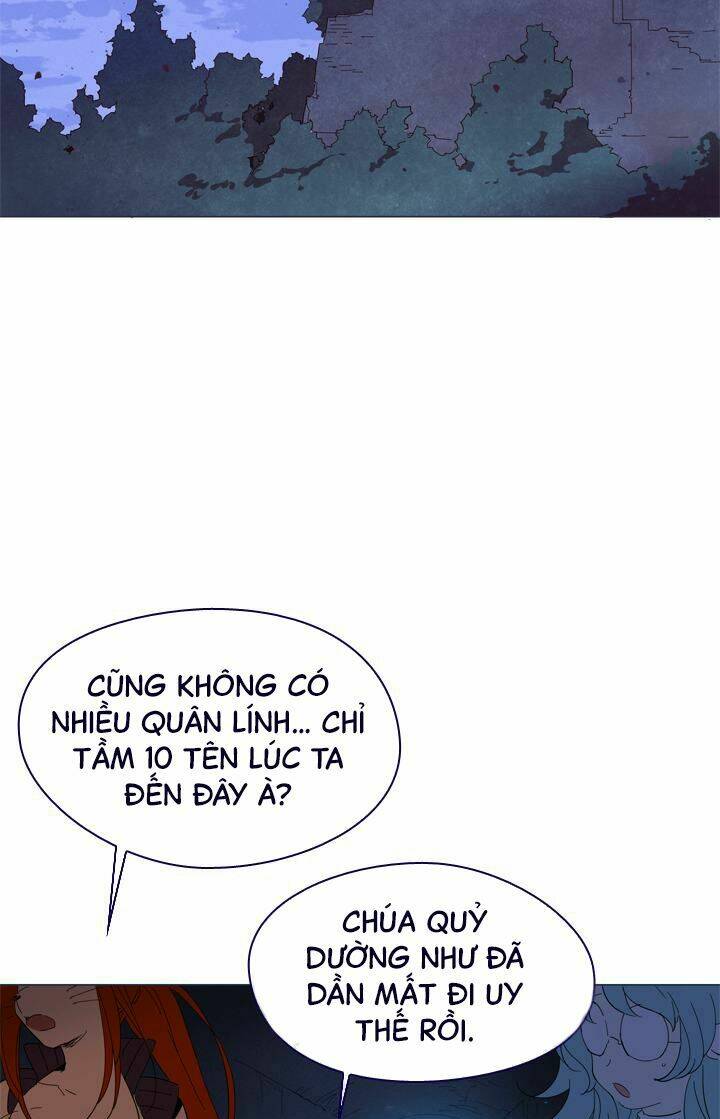 CŨNG KHÔNG CÓ
NHIỀU QUÂN LÍNH... CHỈ
TẦM 10 TÊN LÚC TA
ĐẾN ĐÂY À?
CHÚA QUỶ
DƯỜNG NHƯ ĐÃ
DẦN MẤT ĐI UY
THẾ RỒI.